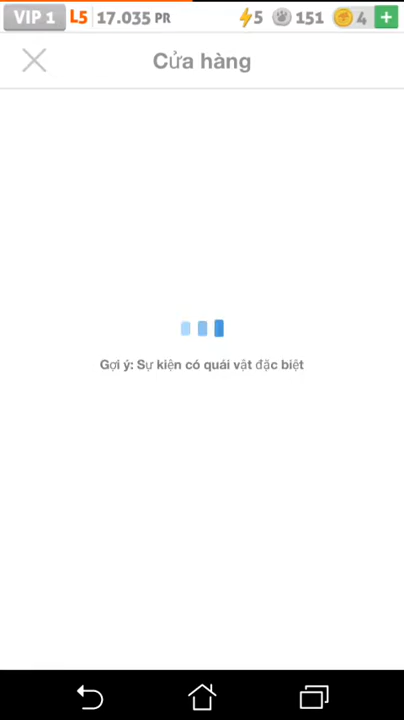 VIP 1 L5 17.035 PR 5 151 4
Cửa hàng
Gợi ý: Sự kiện có quái vật đặc biệt